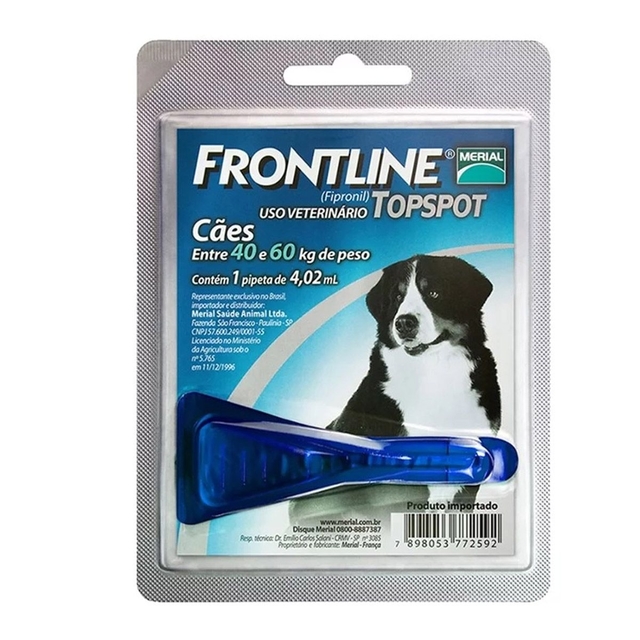 FRONTLINE® MERIAL
(Fipronil)
USO VETERINÁRIO TOPSPOT
Cães
Entre 40 e 60 kg de peso
Contém 1 pipeta de 4,02 mL
Representante exclusivo no Brasil,
importador e distribuidor:
Merial Saúde Animal Ltda.
Fazenda São Francisco - Paulínia - SP
CNPJ 57.600.249/0001-55
Licenciado no Ministério
da Agricultura sob o
nº 5.765
em 11/12/1996
Produto importado
www.merial.com.br
Disque Merial 0800-8887387
Resp. técnico: Dr. Emílio Carlos Salani - CRMV - SP nº 3085
Proprietário e fabricante: Merial - França
7 898053 772592